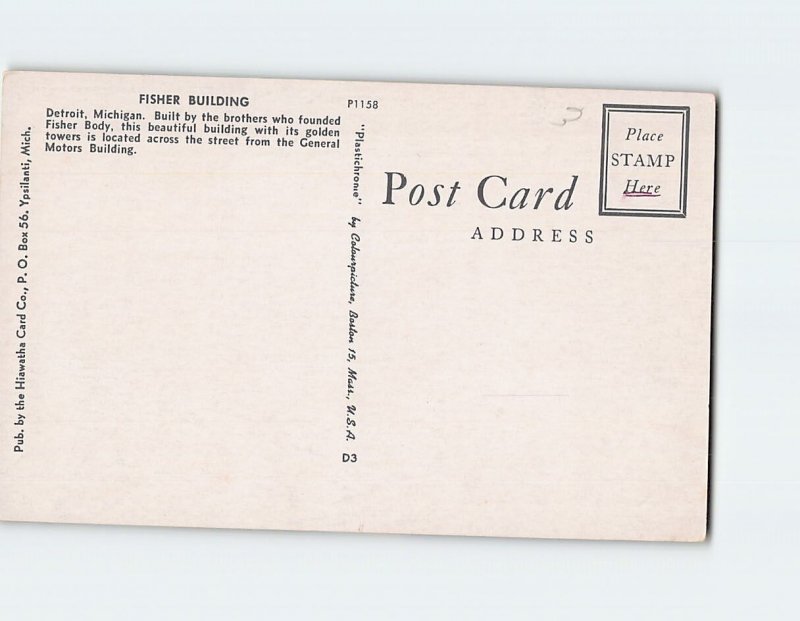 FISHER BUILDING
Detroit, Michigan. Built by the brothers who founded
Fisher Body, this beautiful building with its golden
towers is located across the street from the General
Motors Building.
Pub. by the Hiawatha Card Co., P. O. Box 56. Ypsilanti, Mich.
P1158
"Plastichrome" by Colourpicture, Boston 15, Mass., U.S.A.
D3
Post Card
ADDRESS
Place
STAMP
Here